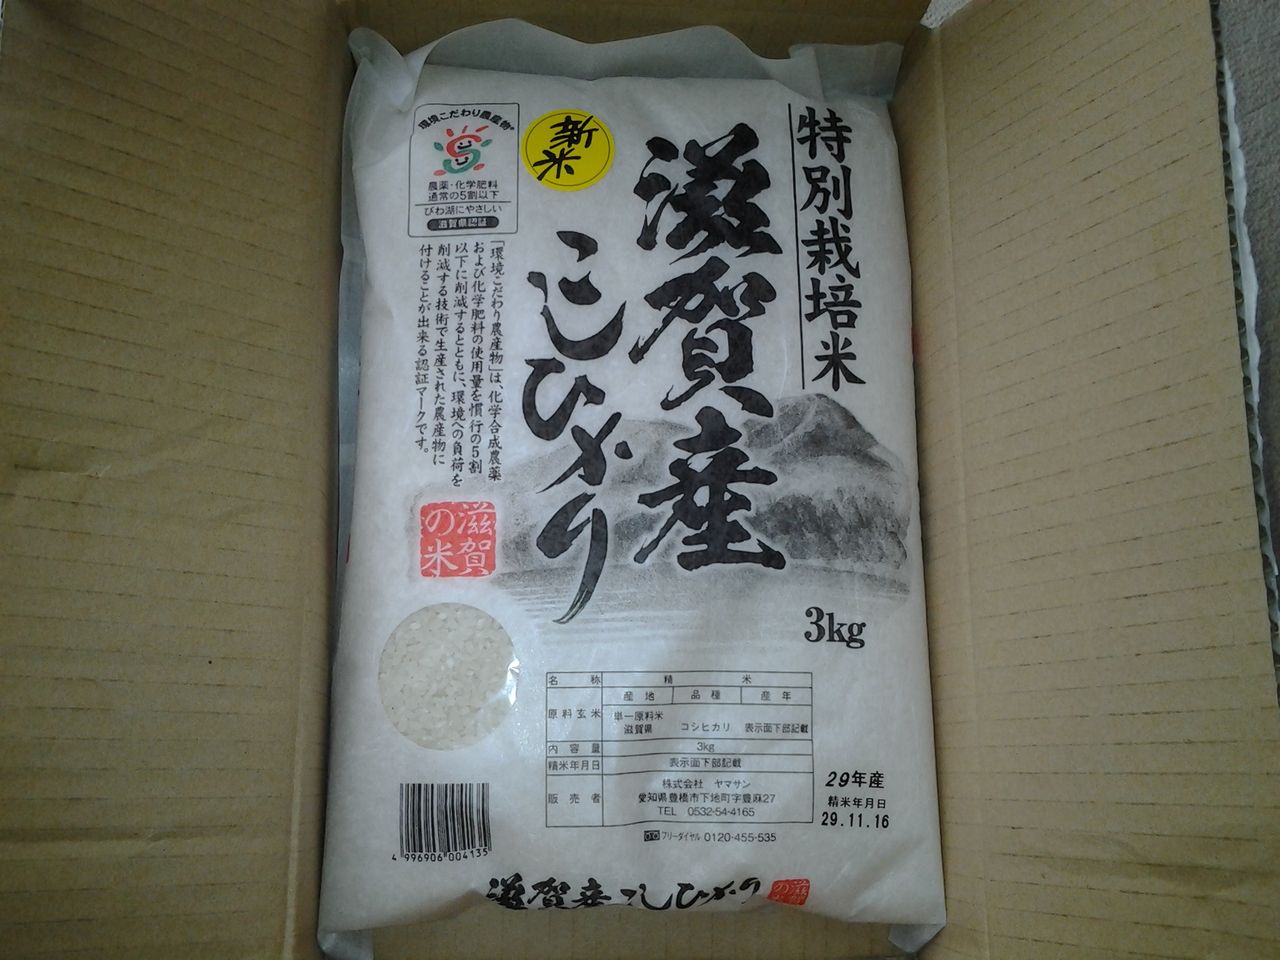 特別栽培米
滋賀産
こしひかり
新米
環境こだわり農産物
農薬・化学肥料
通常の5割以下
びわ湖にやさしい
滋賀県認証
「環境こだわり農産物」は、化学合成農薬
および化学肥料の使用量を慣行の5割
以下に削減するとともに、環境への負荷を
削減する技術で生産された農産物に
付けることが出来る認証マークです。
滋賀
の米
3kg
名称 精米
原料玄米 産地 品種 産年
単一原料米
滋賀県 コシヒカリ 表示面下部記載
内容量 3kg
精米年月日 表示面下部記載
販売者 株式会社 ヤマサン
愛知県豊橋市下地町字豊麻27
TEL 0532-54-4165
フリーダイヤル 0120-455-535
29年産
精米年月日
29.11.16
4 996906 004135
滋賀産こしひかり
滋賀